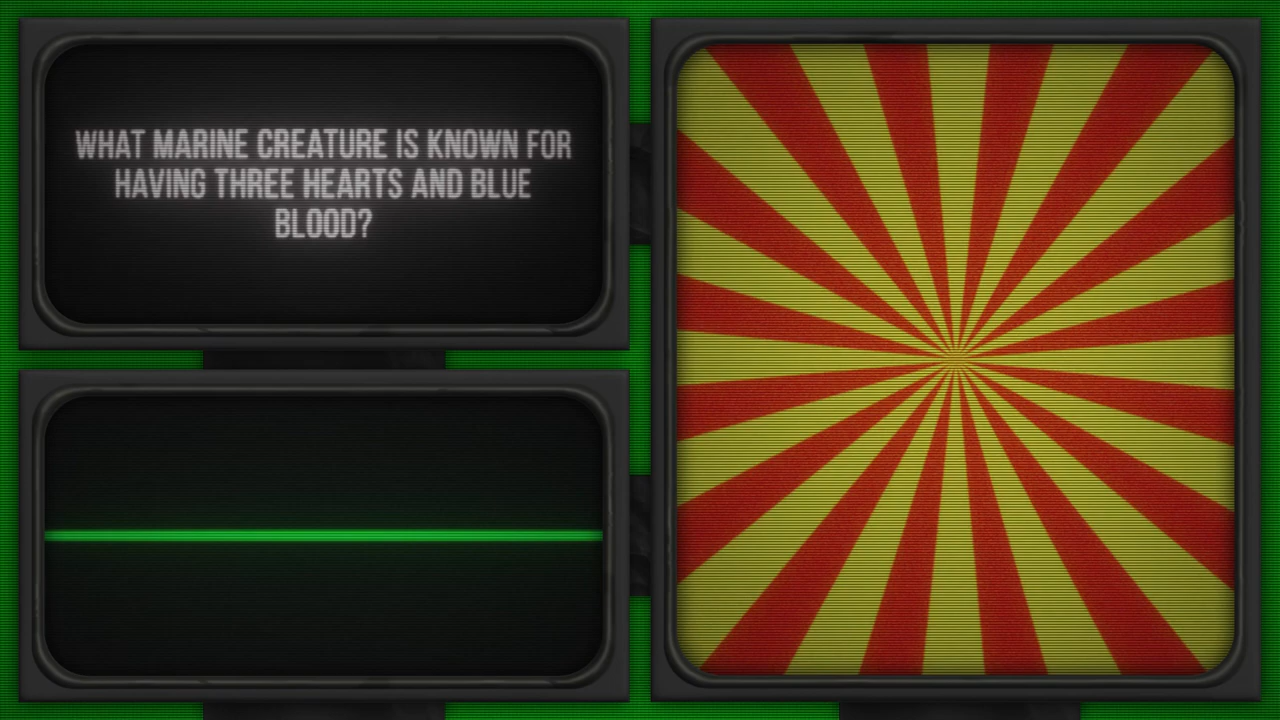 WHAT MARINE CREATURE IS KNOWN FOR
HAVING THREE HEARTS AND BLUE
BLOOD?